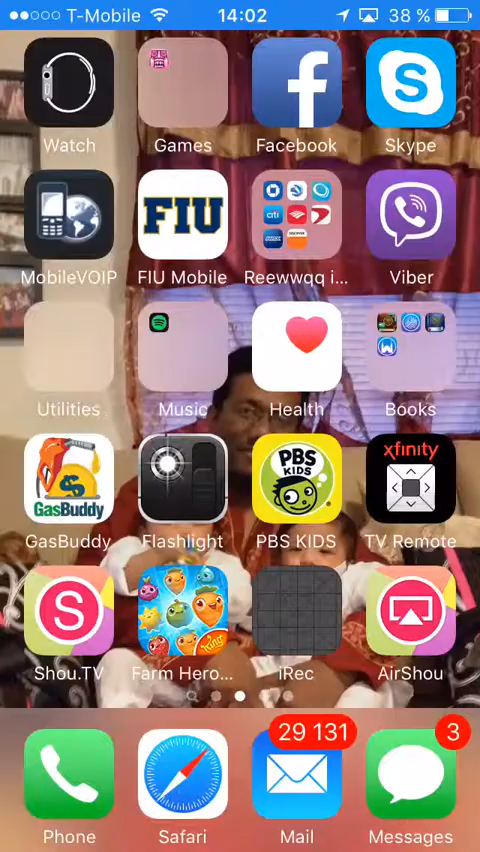 T-Mobile 14:02 38 %
Watch Games Facebook Skype
FIU
MobileVOIP FIU Mobile Reewwqq i... Viber
Utilities Music Health Books
GasBuddy
PBS KIDS
xfinity
GasBuddy Flashlight PBS KIDS TV Remote
S
King
Shou.TV Farm Hero... iRec AirShou
29 131 3
Phone Safari Mail Messages